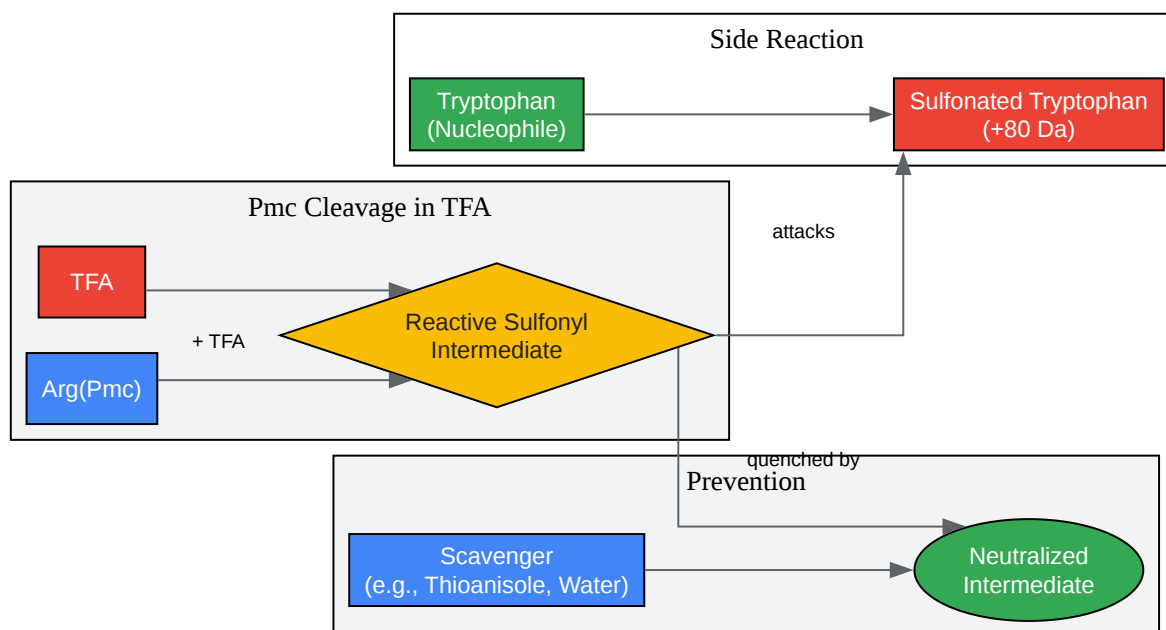 Side Reaction
Tryptophan
(Nucleophile)
Sulfonated Tryptophan
(+80 Da)
Pmc Cleavage in TFA
attacks
TFA
Reactive Sulfonyl
Intermediate
+ TFA
Arg(Pmc)
quenched by
Prevention
Scavenger
(e.g., Thioanisole, Water)
Neutralized
Intermediate